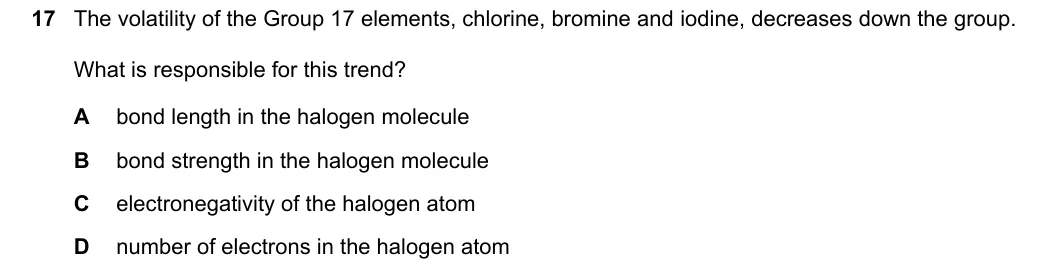 17 The volatility of the Group 17 elements, chlorine, bromine and iodine, decreases down the group.
What is responsible for this trend?
A bond length in the halogen molecule
B bond strength in the halogen molecule
C electronegativity of the halogen atom
D number of electrons in the halogen atom